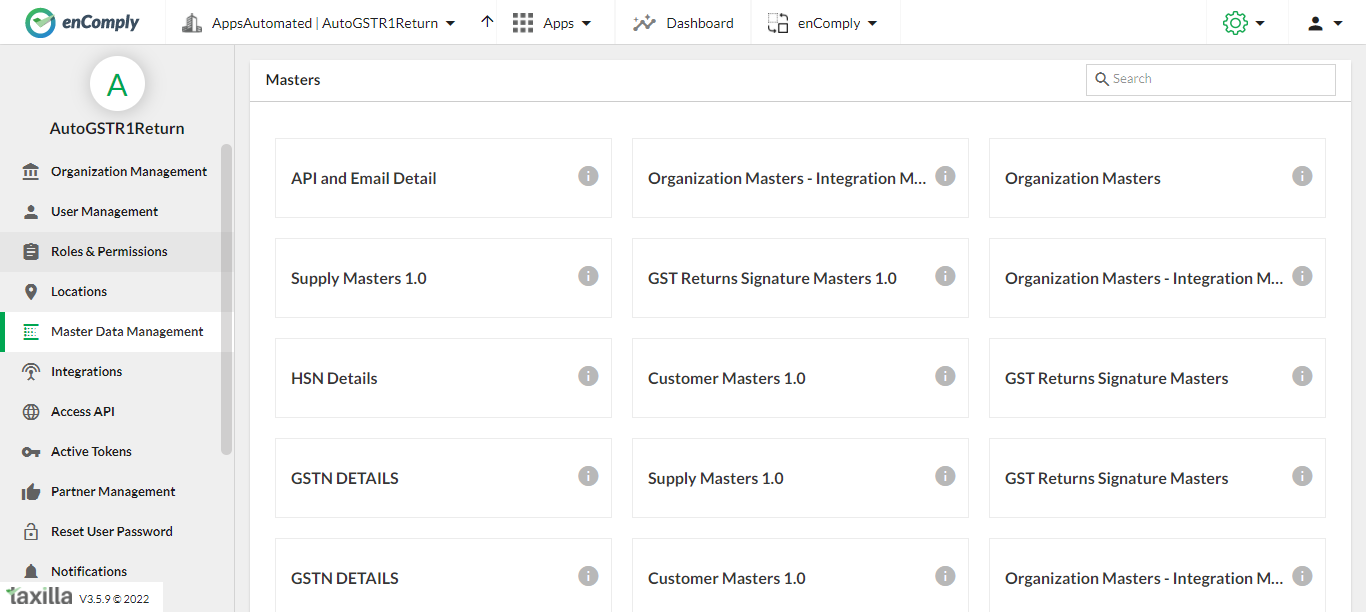 enComply
AppsAutomated | AutoGSTR1Return
Apps
Dashboard
enComply
A
AutoGSTR1Return
Organization Management
User Management
Roles & Permissions
Locations
Master Data Management
Integrations
Access API
Active Tokens
Partner Management
Reset User Password
Notifications
taxilla V3.5.9 © 2022
Masters
Search
API and Email Detail
Organization Masters - Integration M...
Organization Masters
Supply Masters 1.0
GST Returns Signature Masters 1.0
Organization Masters - Integration M...
HSN Details
Customer Masters 1.0
GST Returns Signature Masters
GSTN DETAILS
Supply Masters 1.0
GST Returns Signature Masters
GSTN DETAILS
Customer Masters 1.0
Organization Masters - Integration M...